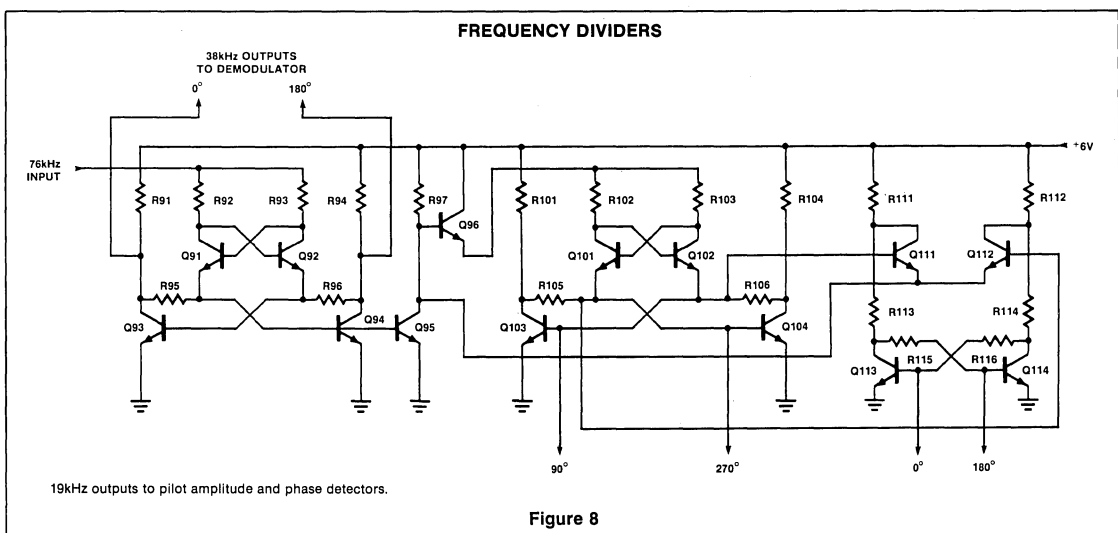 FREQUENCY DIVIDERS
38kHz OUTPUTS
TO DEMODULATOR
0° 180°
76kHz
INPUT
+6V
R91 R92 R93 R94 R97 Q96 R101 R102 R103 R104 R111 R112
Q91 Q92 Q101 Q102 Q111 Q112
R95 R96 R105 R106 R113 R114
Q93 Q94 Q95 Q103 Q104 Q113 R115 R116 Q114
90° 270° 0° 180°
19kHz outputs to pilot amplitude and phase detectors.
Figure 8